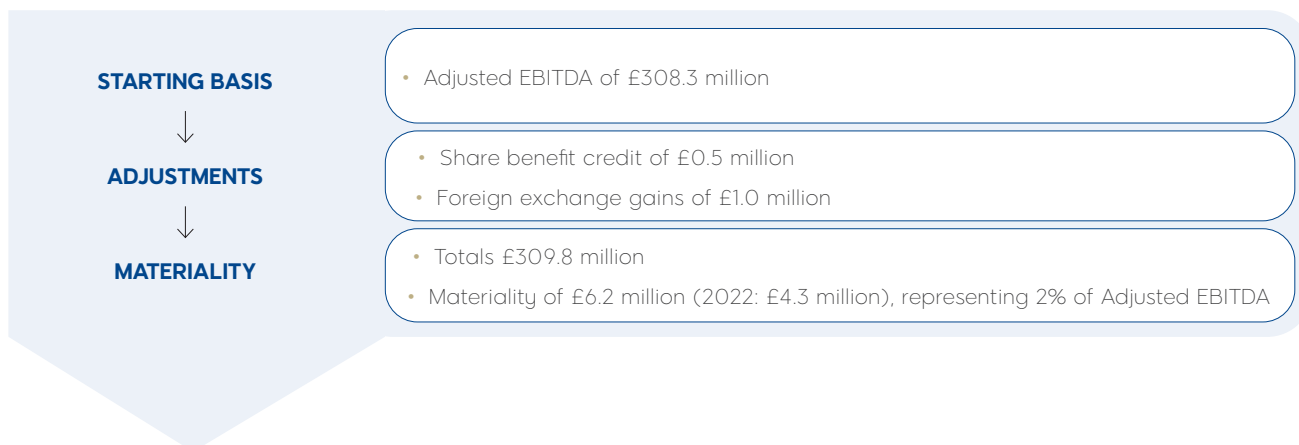 STARTING BASIS
• Adjusted EBITDA of £308.3 million
ADJUSTMENTS
• Share benefit credit of £0.5 million
• Foreign exchange gains of £1.0 million
MATERIALITY
• Totals £309.8 million
• Materiality of £6.2 million (2022: £4.3 million), representing 2% of Adjusted EBITDA